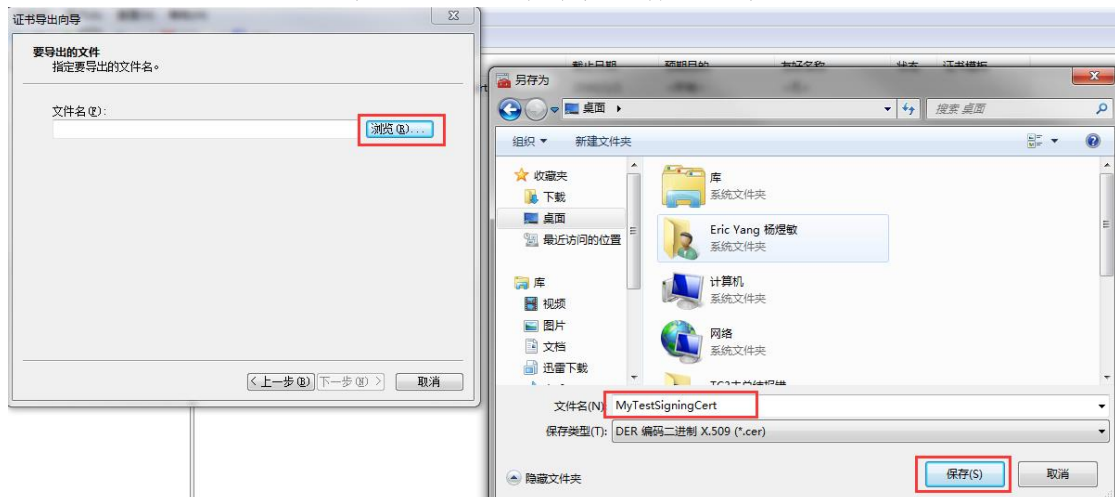 证书导出向导
要导出的文件
指定要导出的文件名。
文件名(F):
浏览(R)...
< 上一步(B)
下一步(N) >
取消
截止日期
预期目的
友好名称
状态
证书模板
另存为
桌面
搜索 桌面
组织
新建文件夹
收藏夹
下载
桌面
最近访问的位置
库
视频
图片
文档
迅雷下载
库
系统文件夹
Eric Yang 杨煜敏
系统文件夹
计算机
系统文件夹
网络
系统文件夹
文件名(N):
MyTestSigningCert
保存类型(T):
DER 编码二进制 X.509 (*.cer)
隐藏文件夹
保存(S)
取消